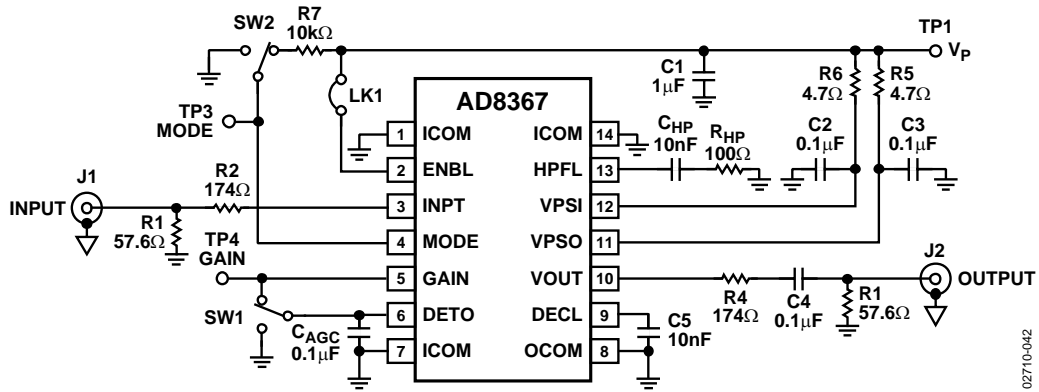 SW2
R7
10kΩ
TP1
VP
C1
1μF
R6
4.7Ω
R5
4.7Ω
LK1
AD8367
TP3
MODE
CHP
10nF
RHP
100Ω
C2
0.1μF
C3
0.1μF
1 ICOM
ICOM 14
2 ENBL
HPFL 13
J1
INPUT
R2
174Ω
R1
57.6Ω
3 INPT
VPSI 12
4 MODE
VPSO 11
TP4
GAIN
5 GAIN
VOUT 10
J2
OUTPUT
R4
174Ω
C4
0.1μF
R1
57.6Ω
SW1
6 DETO
DECL 9
CAGC
0.1μF
C5
10nF
7 ICOM
OCOM 8
02710-042